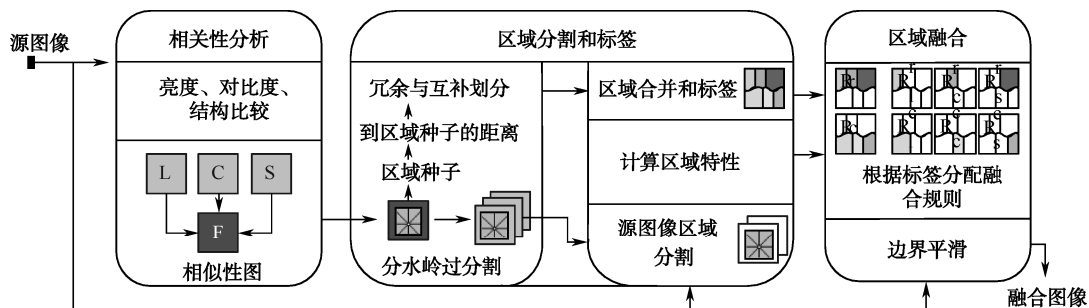 源图像
相关性分析
亮度、对比度、
结构比较
L
C
S
F
相似性图
区域分割和标签
冗余与互补划分
到区域种子的距离
区域种子
分水岭过分割
区域合并和标签
计算区域特性
源图像区域
分割
区域融合
根据标签分配融
合规则
边界平滑
融合图像